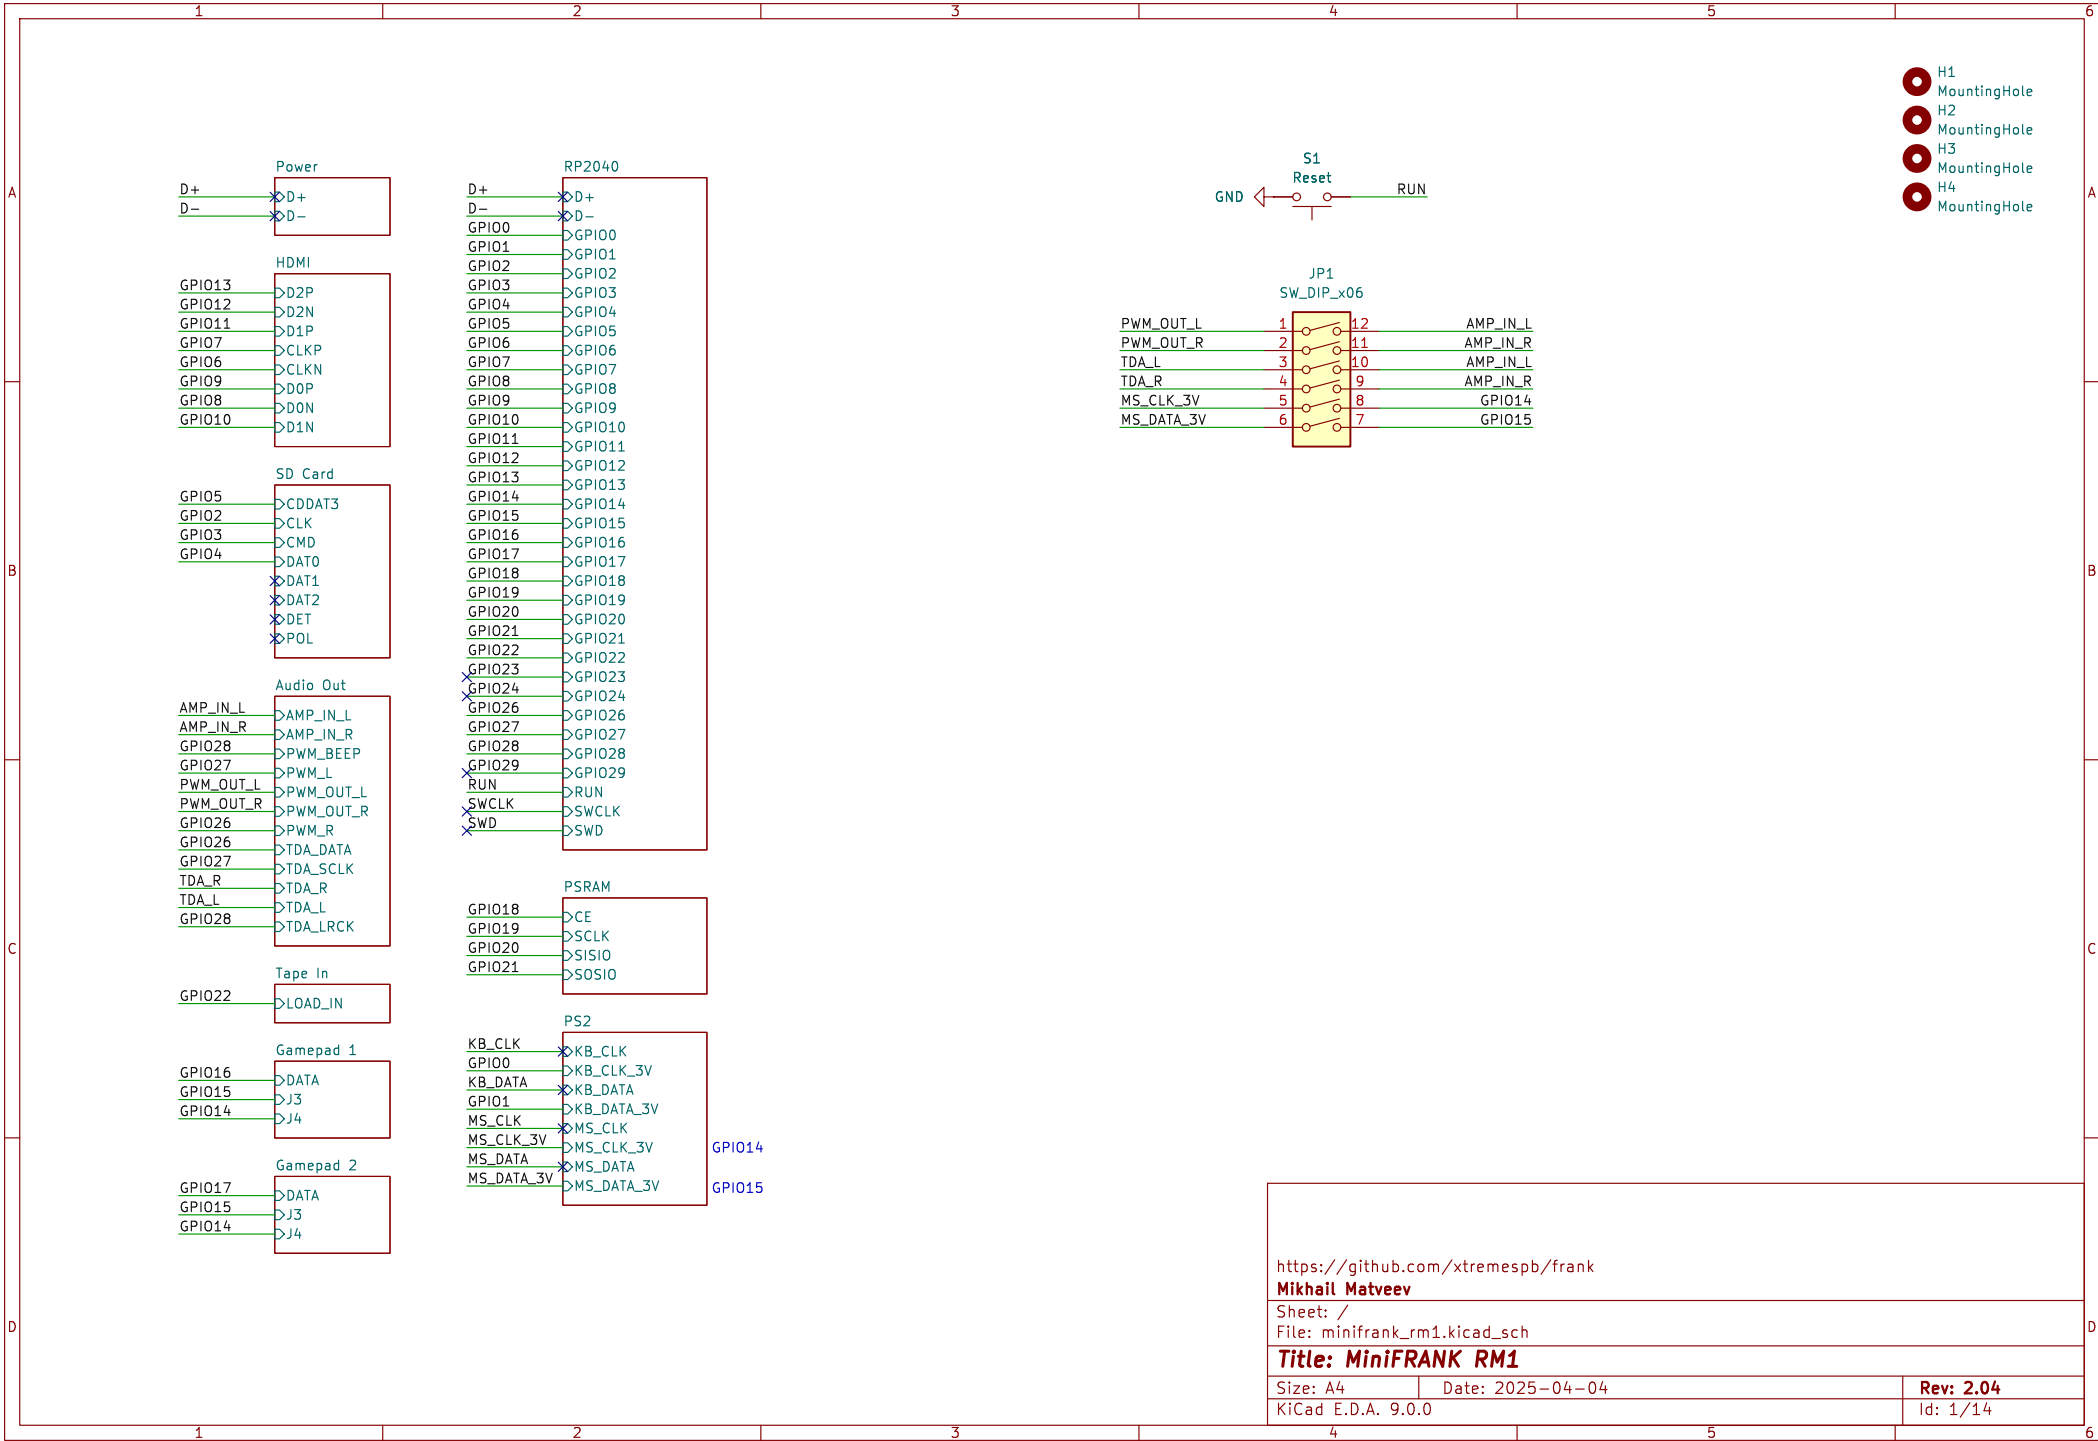 1 2 3 4 5 6
H1
MountingHole
H2
MountingHole
H3
MountingHole
H4
MountingHole
A A
B B
C C
D D
Power
D+ D+
D- D-
HDMI
GPIO13 D2P
GPIO12 D2N
GPIO11 D1P
GPIO7 CLKP
GPIO6 CLKN
GPIO9 D0P
GPIO8 D0N
GPIO10 D1N
SD Card
GPIO5 CDDAT3
GPIO2 CLK
GPIO3 CMD
GPIO4 DAT0
DAT1
DAT2
DET
POL
Audio Out
AMP_IN_L AMP_IN_L
AMP_IN_R AMP_IN_R
GPIO28 PWM_BEEP
GPIO27 PWM_L
PWM_OUT_L PWM_OUT_L
PWM_OUT_R PWM_OUT_R
GPIO26 PWM_R
GPIO26 TDA_DATA
GPIO27 TDA_SCLK
TDA_R TDA_R
TDA_L TDA_L
GPIO28 TDA_LRCK
Tape In
GPIO22 LOAD_IN
Gamepad 1
GPIO16 DATA
GPIO15 J3
GPIO14 J4
Gamepad 2
GPIO17 DATA
GPIO15 J3
GPIO14 J4
RP2040
D+ D+
D- D-
GPIO0 GPIO0
GPIO1 GPIO1
GPIO2 GPIO2
GPIO3 GPIO3
GPIO4 GPIO4
GPIO5 GPIO5
GPIO6 GPIO6
GPIO7 GPIO7
GPIO8 GPIO8
GPIO9 GPIO9
GPIO10 GPIO10
GPIO11 GPIO11
GPIO12 GPIO12
GPIO13 GPIO13
GPIO14 GPIO14
GPIO15 GPIO15
GPIO16 GPIO16
GPIO17 GPIO17
GPIO18 GPIO18
GPIO19 GPIO19
GPIO20 GPIO20
GPIO21 GPIO21
GPIO22 GPIO22
GPIO23 GPIO23
GPIO24 GPIO24
GPIO26 GPIO26
GPIO27 GPIO27
GPIO28 GPIO28
GPIO29 GPIO29
RUN RUN
SWCLK SWCLK
SWD SWD
PSRAM
GPIO18 CE
GPIO19 SCLK
GPIO20 SISIO
GPIO21 SOSIO
PS2
KB_CLK KB_CLK
GPIO0 KB_CLK_3V
KB_DATA KB_DATA
GPIO1 KB_DATA_3V
MS_CLK MS_CLK
MS_CLK_3V MS_CLK_3V GPIO14
MS_DATA MS_DATA
MS_DATA_3V MS_DATA_3V GPIO15
S1
Reset
GND RUN
JP1
SW_DIP_x06
PWM_OUT_L 1 12 AMP_IN_L
PWM_OUT_R 2 11 AMP_IN_R
TDA_L 3 10 AMP_IN_L
TDA_R 4 9 AMP_IN_R
MS_CLK_3V 5 8 GPIO14
MS_DATA_3V 6 7 GPIO15
https://github.com/xtremespb/frank
Mikhail Matveev
Sheet: /
File: minifrank_rm1.kicad_sch
Title: MiniFRANK RM1
Size: A4 Date: 2025-04-04 Rev: 2.04
KiCad E.D.A. 9.0.0 Id: 1/14
1 2 3 4 5 6